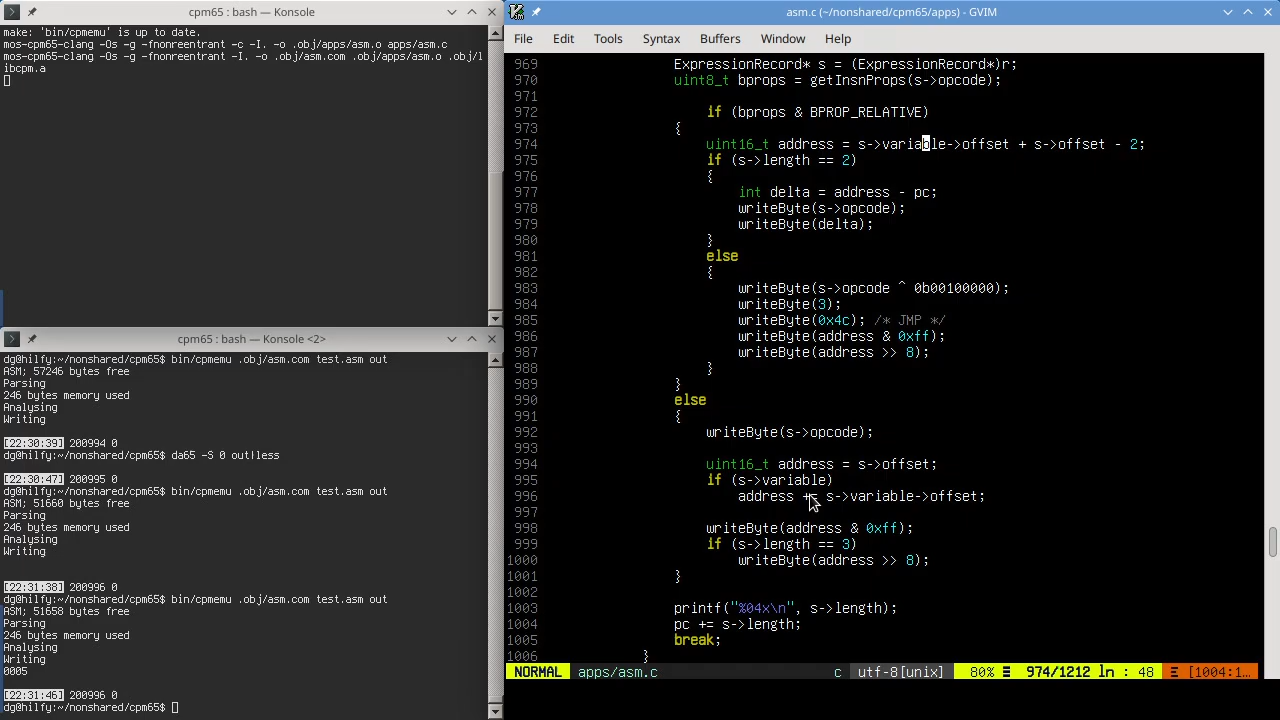 cpm65 : bash — Konsole
make: 'bin/cpmemu' is up to date.
mos-cpm65-clang -Os -g -fnonreentrant -c -I. -o .obj/apps/asm.o apps/asm.c
mos-cpm65-clang -Os -g -fnonreentrant -I. -o .obj/asm.com .obj/apps/asm.o .obj/l
ibcpm.a
cpm65 : bash — Konsole <2>
dg@hilfy:~/nonshared/cpm65$ bin/cpmemu .obj/asm.com test.asm out
ASM; 57246 bytes free
Parsing
246 bytes memory used
Analysing
Writing
[22:30:39] 200994 0
dg@hilfy:~/nonshared/cpm65$ da65 -S 0 out|less
[22:30:47] 200995 0
dg@hilfy:~/nonshared/cpm65$ bin/cpmemu .obj/asm.com test.asm out
ASM; 51660 bytes free
Parsing
246 bytes memory used
Analysing
Writing
[22:31:38] 200996 0
dg@hilfy:~/nonshared/cpm65$ bin/cpmemu .obj/asm.com test.asm out
ASM; 51658 bytes free
Parsing
246 bytes memory used
Analysing
Writing
0005
[22:31:46] 200996 0
dg@hilfy:~/nonshared/cpm65$
asm.c (~/nonshared/cpm65/apps) - GVIM
File Edit Tools Syntax Buffers Window Help
969 ExpressionRecord* s = (ExpressionRecord*)r;
970 uint8_t bprops = getInsnProps(s->opcode);
971
972 if (bprops & BPROP_RELATIVE)
973 {
974 uint16_t address = s->variable->offset + s->offset - 2;
975 if (s->length == 2)
976 {
977 int delta = address - pc;
978 writeByte(s->opcode);
979 writeByte(delta);
980 }
981 else
982 {
983 writeByte(s->opcode ^ 0b00100000);
984 writeByte(3);
985 writeByte(0x4c); /* JMP */
986 writeByte(address & 0xff);
987 writeByte(address >> 8);
988 }
989 }
990 else
991 {
992 writeByte(s->opcode);
993
994 uint16_t address = s->offset;
995 if (s->variable)
996 address += s->variable->offset;
997
998 writeByte(address & 0xff);
999 if (s->length == 3)
1000 writeByte(address >> 8);
1001 }
1002
1003 printf("%04x\n", s->length);
1004 pc += s->length;
1005 break;
1006 }
NORMAL apps/asm.c c utf-8[unix] 80% ☰ 974/1212 ln : 48 Ξ [1004:1…